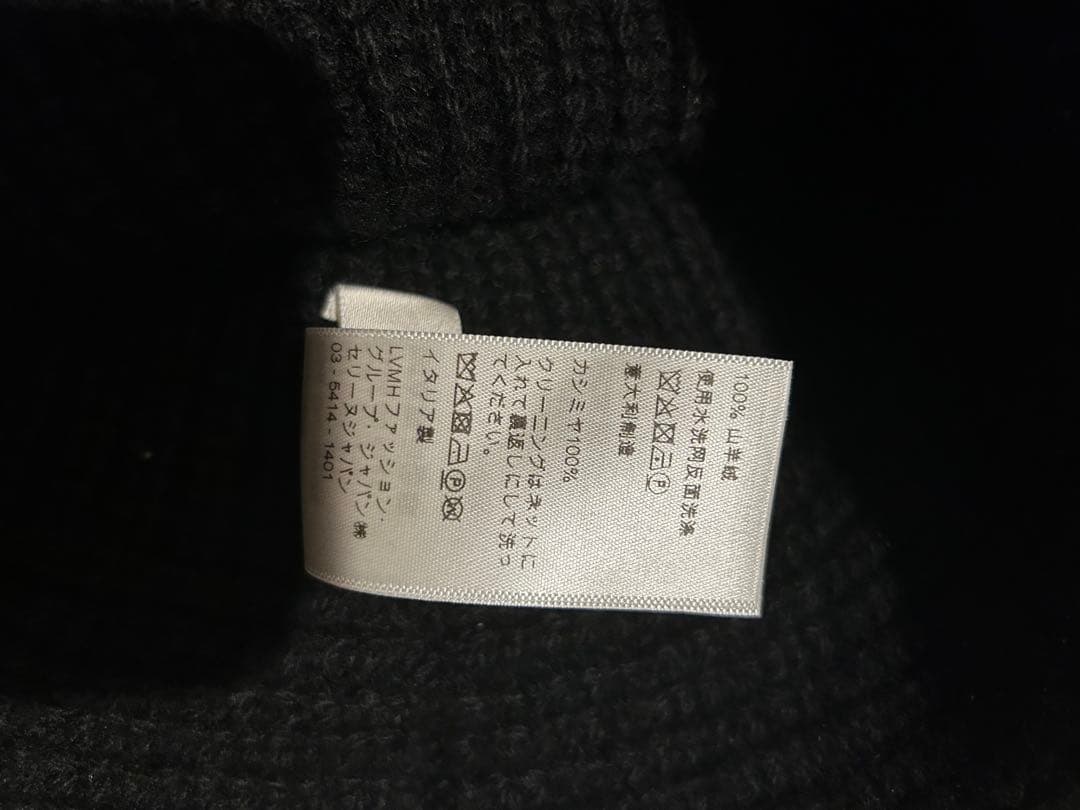 100% 山羊绒
使用水洗网反面洗涤
意大利制造
カシミヤ100%
クリーニングはネットに
入れて裏返しにして洗っ
てください。
イタリア製
LVMHファッション・
グループ・ジャパン㈱
セリーヌジャパン
03-5414-1401